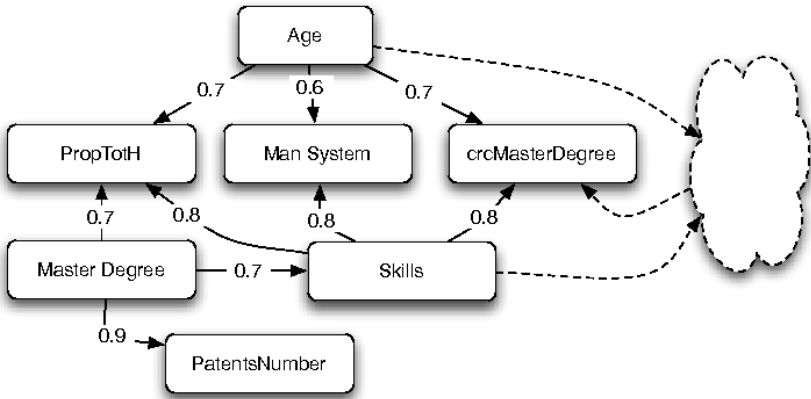 Age
0.7 0.6 0.7
PropTotH Man System crcMasterDegree
0.7 0.8 0.8 0.8
Master Degree 0.7 Skills
0.9
PatentsNumber